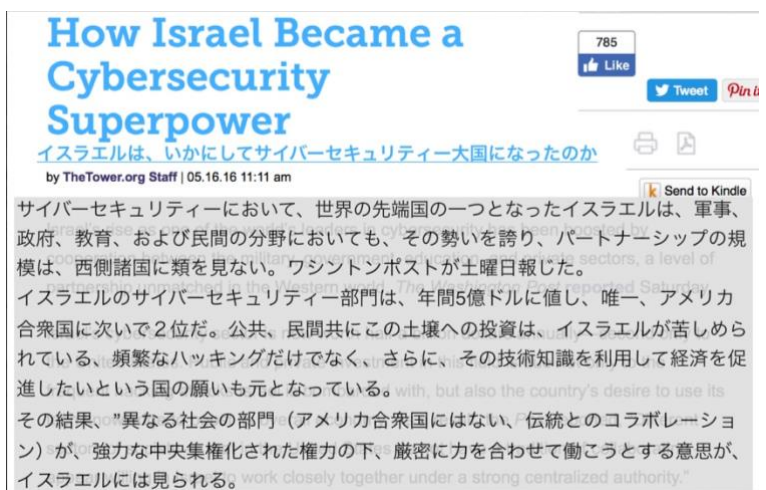 How Israel Became a
Cybersecurity
Superpower
785
Like
Tweet
Pin it
イスラエルは、いかにしてサイバーセキュリティー大国になったのか
by TheTower.org Staff | 05.16.16 11:11 am
Send to Kindle
サイバーセキュリティーにおいて、世界の先端国の一つとなったイスラエルは、軍事、
政府、教育、および民間の分野においても、その勢いを誇り、パートナーシップの規
模は、西側諸国に類を見ない。ワシントンポストが土曜日報じた。
イスラエルのサイバーセキュリティー部門は、年間5億ドルに値し、唯一、アメリカ
合衆国に次いで２位だ。公共、民間共にこの土壌への投資は、イスラエルが苦しめら
れている、頻繁なハッキングだけでなく、さらに、その技術知識を利用して経済を促
進したいという国の願いも元となっている。
その結果、”異なる社会の部門（アメリカ合衆国にはない、伝統とのコラボレーショ
ン）が、強力な中央集権化された権力の下、厳密に力を合わせて働こうとする意思が、
イスラエルには見られる。